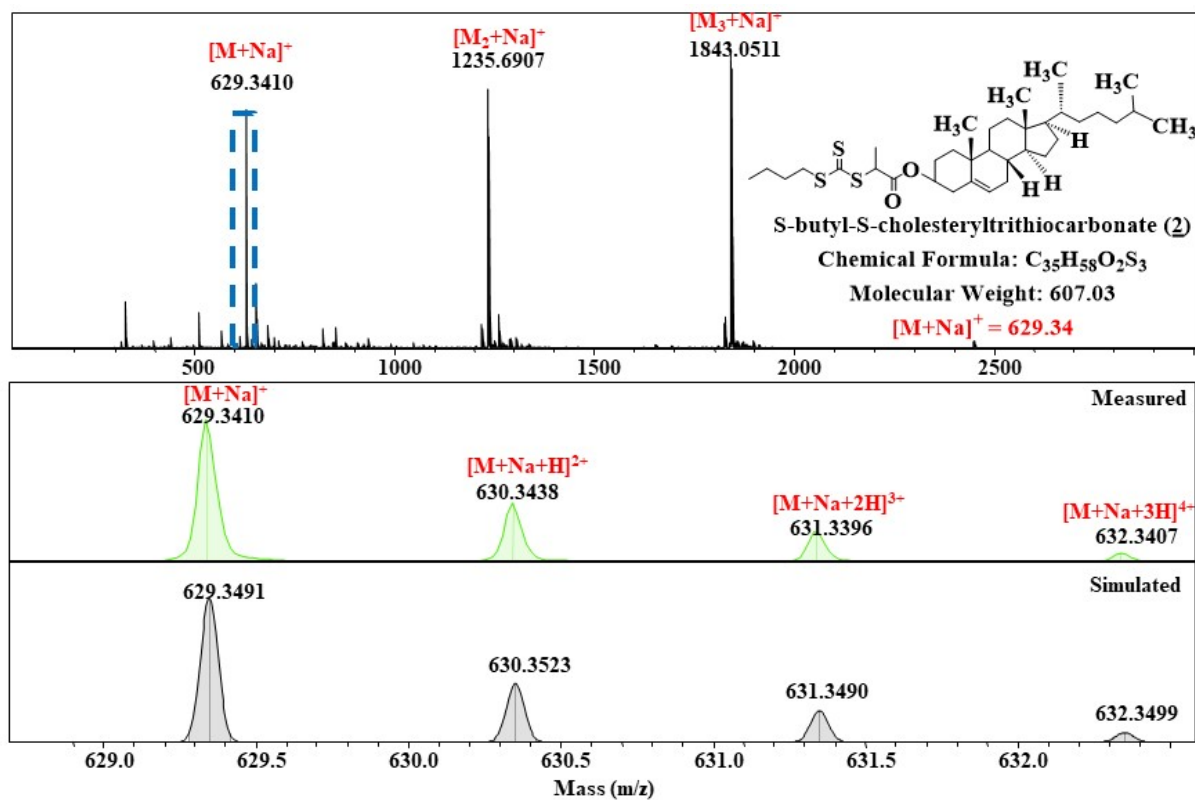 [M+Na]⁺
629.3410
[M₂+Na]⁺
1235.6907
[M₃+Na]⁺
1843.0511
H₃C
H₃C
CH₃
H₃C
CH₃
S
S
S
O
O
H
H
H
S-butyl-S-cholesteryltrithiocarbonate (2)
Chemical Formula: C₃₅H₅₈O₂S₃
Molecular Weight: 607.03
[M+Na]⁺ = 629.34
500 1000 1500 2000 2500
[M+Na]⁺
629.3410
Measured
[M+Na+H]²⁺
630.3438
[M+Na+2H]³⁺
631.3396
[M+Na+3H]⁴⁺
632.3407
Simulated
629.3491
630.3523
631.3490
632.3499
629.0 629.5 630.0 630.5 631.0 631.5 632.0
Mass (m/z)